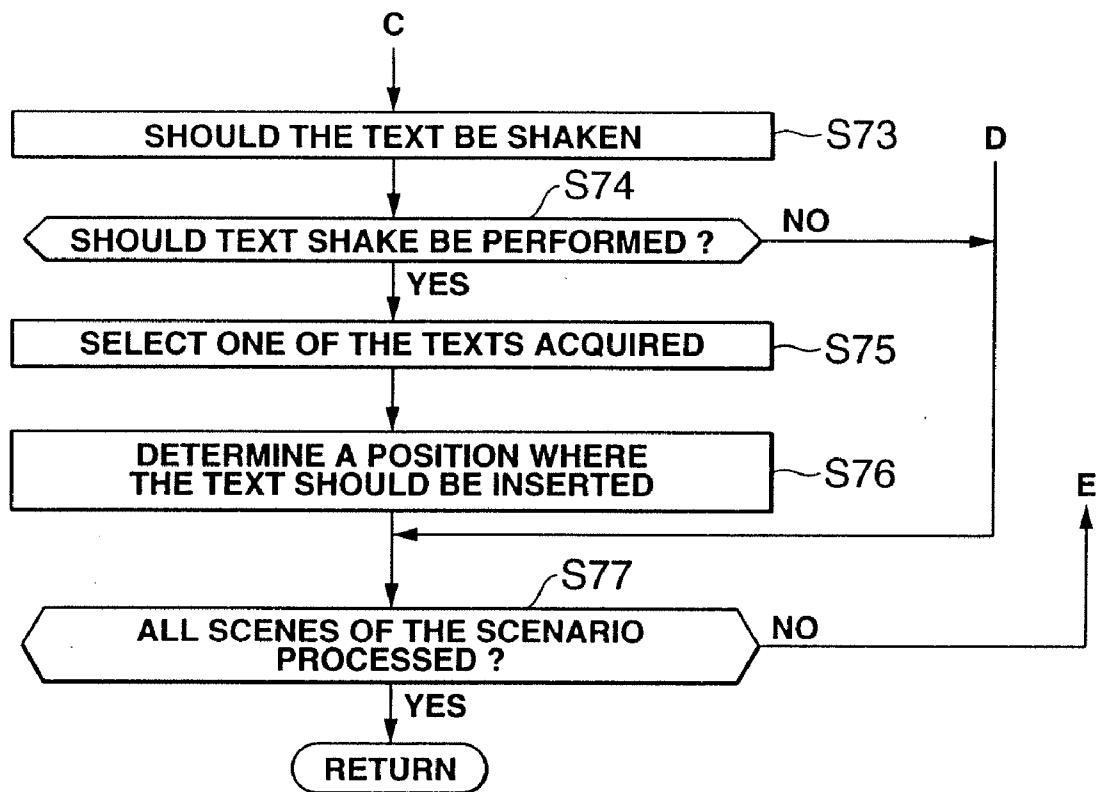 C
SHOULD THE TEXT BE SHAKEN
S73
D
S74
SHOULD TEXT SHAKE BE PERFORMED ?
NO
YES
SELECT ONE OF THE TEXTS ACQUIRED
S75
DETERMINE A POSITION WHERE
THE TEXT SHOULD BE INSERTED
S76
E
S77
ALL SCENES OF THE SCENARIO
PROCESSED ?
NO
YES
RETURN